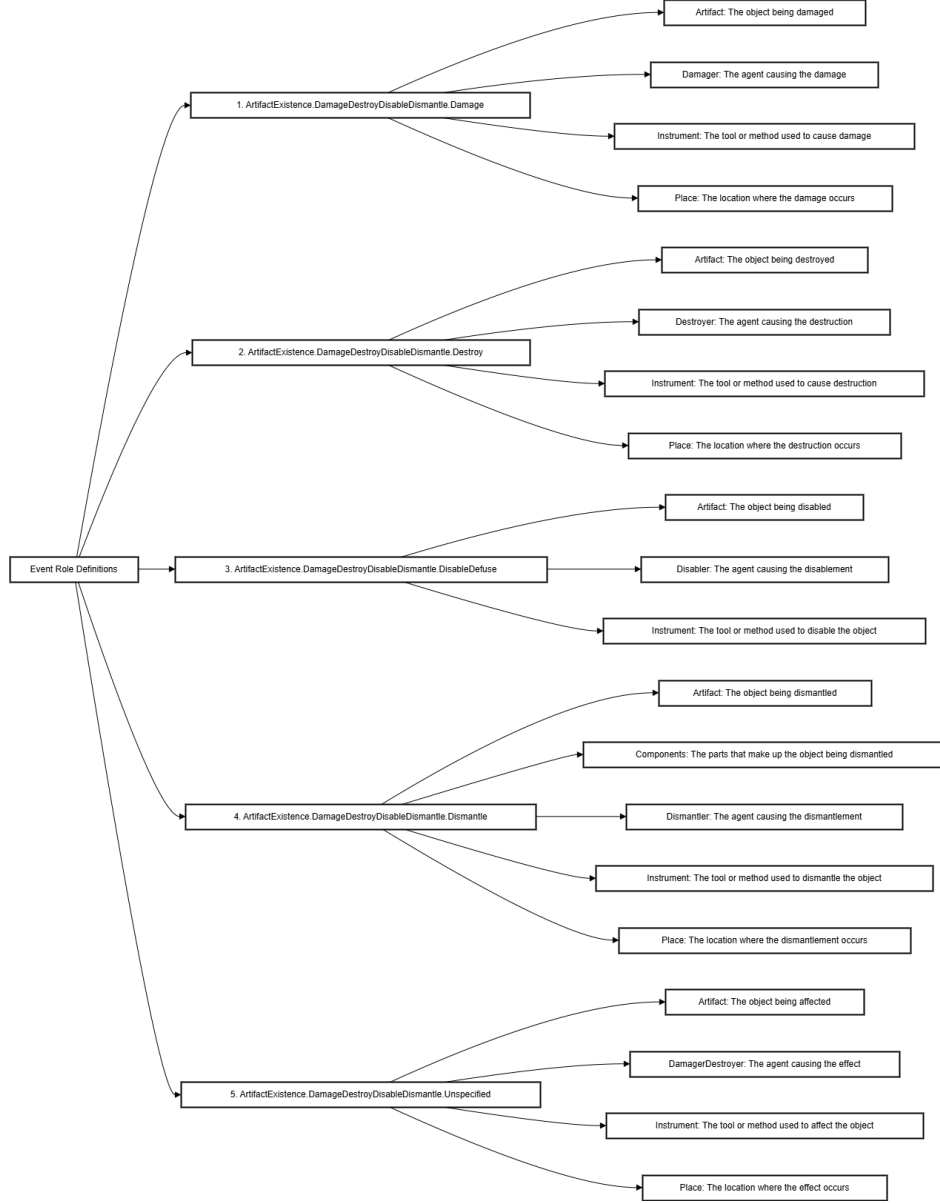 Event Role Definitions
1. ArtifactExistence.DamageDestroyDisableDismantle.Damage
Artifact: The object being damaged
Damager: The agent causing the damage
Instrument: The tool or method used to cause damage
Place: The location where the damage occurs
2. ArtifactExistence.DamageDestroyDisableDismantle.Destroy
Artifact: The object being destroyed
Destroyer: The agent causing the destruction
Instrument: The tool or method used to cause destruction
Place: The location where the destruction occurs
3. ArtifactExistence.DamageDestroyDisableDismantle.DisableDefuse
Artifact: The object being disabled
Disabler: The agent causing the disablement
Instrument: The tool or method used to disable the object
4. ArtifactExistence.DamageDestroyDisableDismantle.Dismantle
Artifact: The object being dismantled
Components: The parts that make up the object being dismantled
Dismantler: The agent causing the dismantlement
Instrument: The tool or method used to dismantle the object
Place: The location where the dismantlement occurs
5. ArtifactExistence.DamageDestroyDisableDismantle.Unspecified
Artifact: The object being affected
DamagerDestroyer: The agent causing the effect
Instrument: The tool or method used to affect the object
Place: The location where the effect occurs